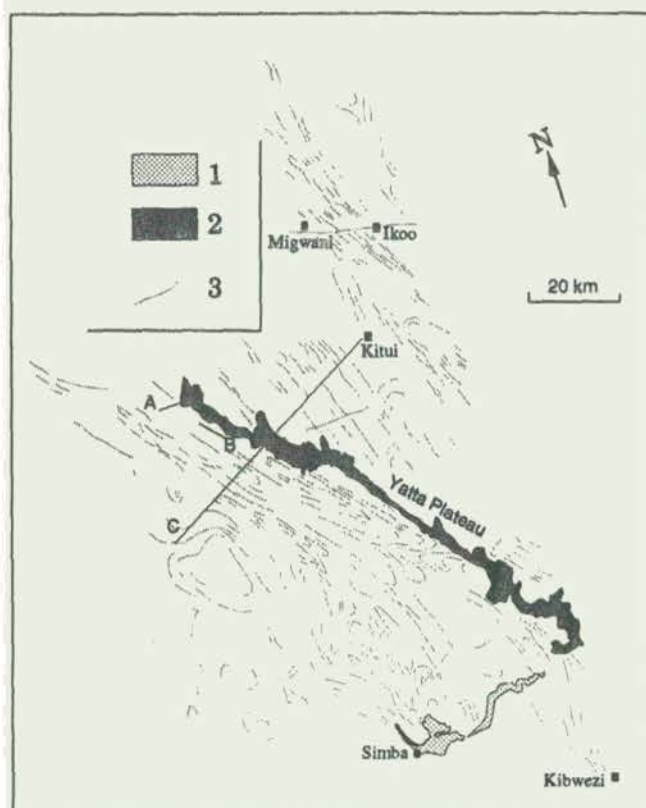 N
1
2
3
Migwani
Ikoo
20 km
Kitui
A
B
C
Yatta Plateau
Simba
Kibwezi